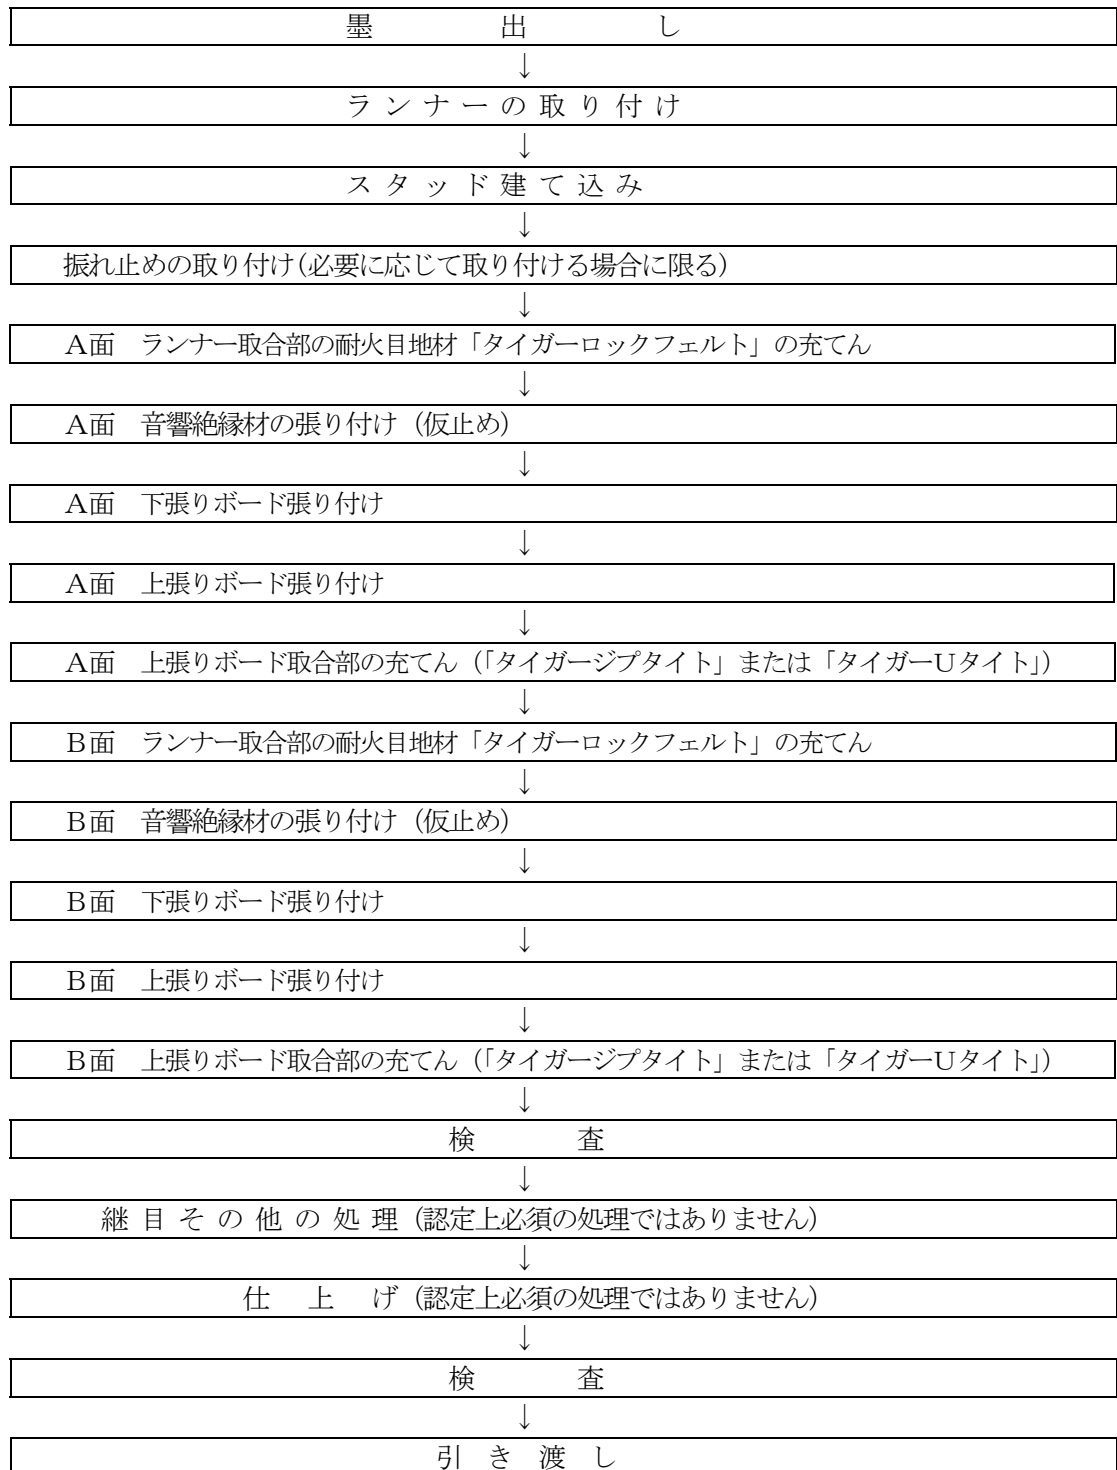 墨出し
↓
ランナーの取り付け
↓
スタッド建て込み
↓
振れ止めの取り付け(必要に応じて取り付ける場合に限る)
↓
A面　ランナー取合部の耐火目地材「タイガーロックフェルト」の充てん
↓
A面　音響絶縁材の張り付け（仮止め）
↓
A面　下張りボード張り付け
↓
A面　上張りボード張り付け
↓
A面　上張りボード取合部の充てん（「タイガージプタイト」または「タイガーUタイト」）
↓
B面　ランナー取合部の耐火目地材「タイガーロックフェルト」の充てん
↓
B面　音響絶縁材の張り付け（仮止め）
↓
B面　下張りボード張り付け
↓
B面　上張りボード張り付け
↓
B面　上張りボード取合部の充てん（「タイガージプタイト」または「タイガーUタイト」）
↓
検査
↓
継目その他の処理（認定上必須の処理ではありません）
↓
仕上げ（認定上必須の処理ではありません）
↓
検査
↓
引き渡し